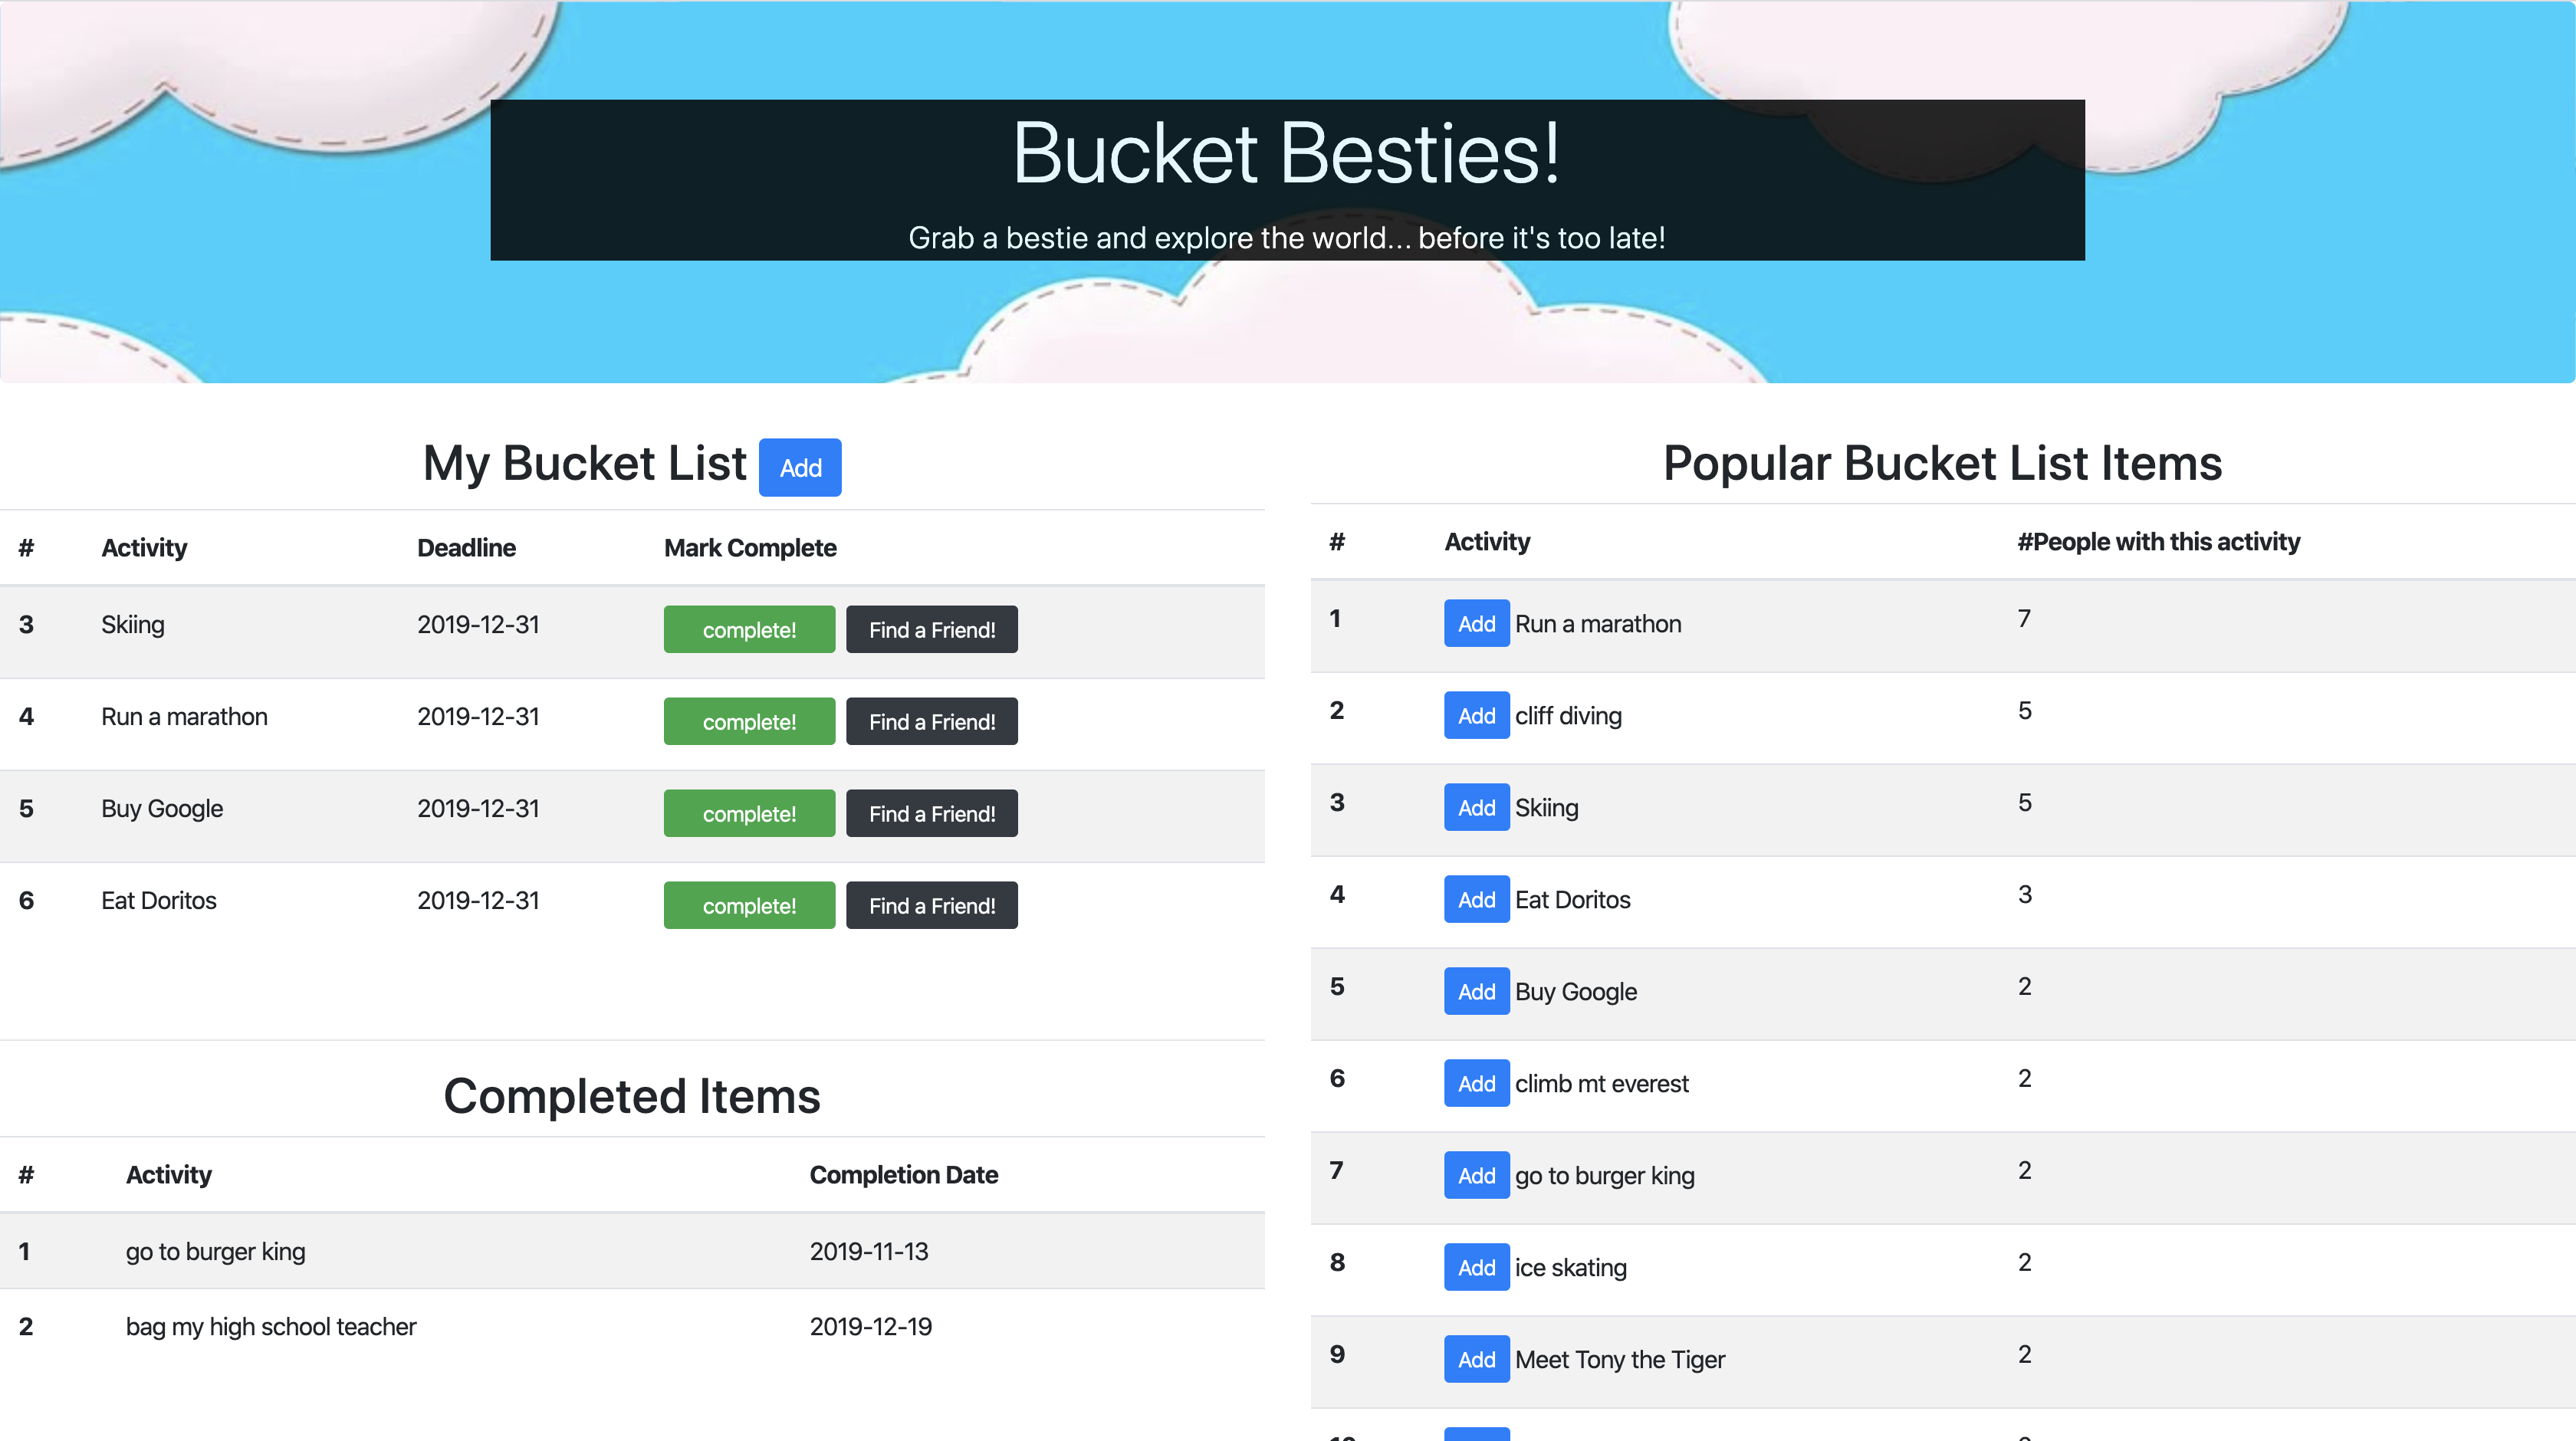 Bucket Besties!
Grab a bestie and explore the world... before it's too late!
My Bucket List Add
# Activity Deadline Mark Complete
3 Skiing 2019-12-31 complete! Find a Friend!
4 Run a marathon 2019-12-31 complete! Find a Friend!
5 Buy Google 2019-12-31 complete! Find a Friend!
6 Eat Doritos 2019-12-31 complete! Find a Friend!
Completed Items
# Activity Completion Date
1 go to burger king 2019-11-13
2 bag my high school teacher 2019-12-19
Popular Bucket List Items
# Activity #People with this activity
1 Add Run a marathon 7
2 Add cliff diving 5
3 Add Skiing 5
4 Add Eat Doritos 3
5 Add Buy Google 2
6 Add climb mt everest 2
7 Add go to burger king 2
8 Add ice skating 2
9 Add Meet Tony the Tiger 2